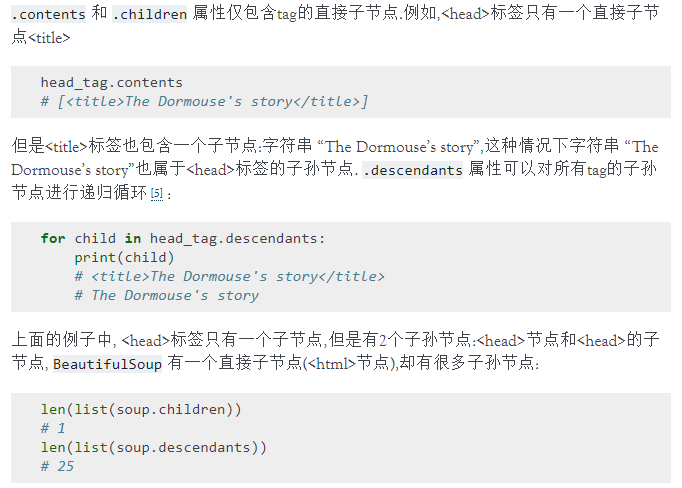 .contents 和 .children 属性仅包含tag的直接子节点.例如,<head>标签只有一个直接子节
点<title>
head_tag.contents
# [<title>The Dormouse's story</title>]
但是<title>标签也包含一个子节点:字符串 “The Dormouse’s story”,这种情况下字符串 “The
Dormouse’s story”也属于<head>标签的子孙节点. .descendants 属性可以对所有tag的子孙
节点进行递归循环 [5] :
for child in head_tag.descendants:
    print(child)
    # <title>The Dormouse's story</title>
    # The Dormouse's story
上面的例子中, <head>标签只有一个子节点,但是有2个子孙节点:<head>节点和<head>的子
节点, BeautifulSoup 有一个直接子节点(<html>节点),却有很多子孙节点:
len(list(soup.children))
# 1
len(list(soup.descendants))
# 25